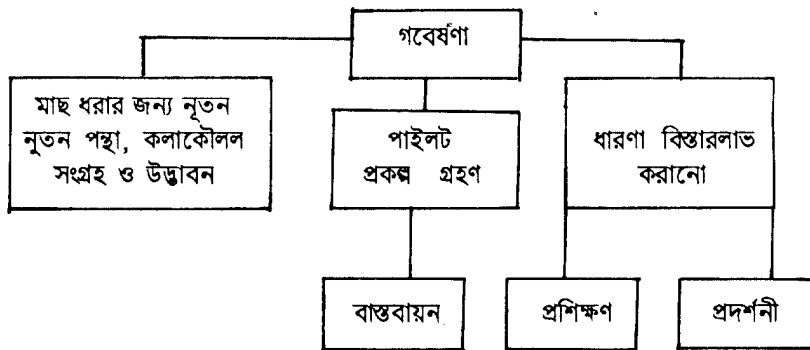 গবেষণা
মাছ ধরার জন্য নূতন
নুতন পন্থা, কলাকৌলল
সংগ্রহ ও উদ্ভাবন
পাইলট
প্রকল্প গ্রহণ
ধারণা বিস্তারলাভ
করানো
বাস্তবায়ন
প্রশিক্ষণ
প্রদর্শনী